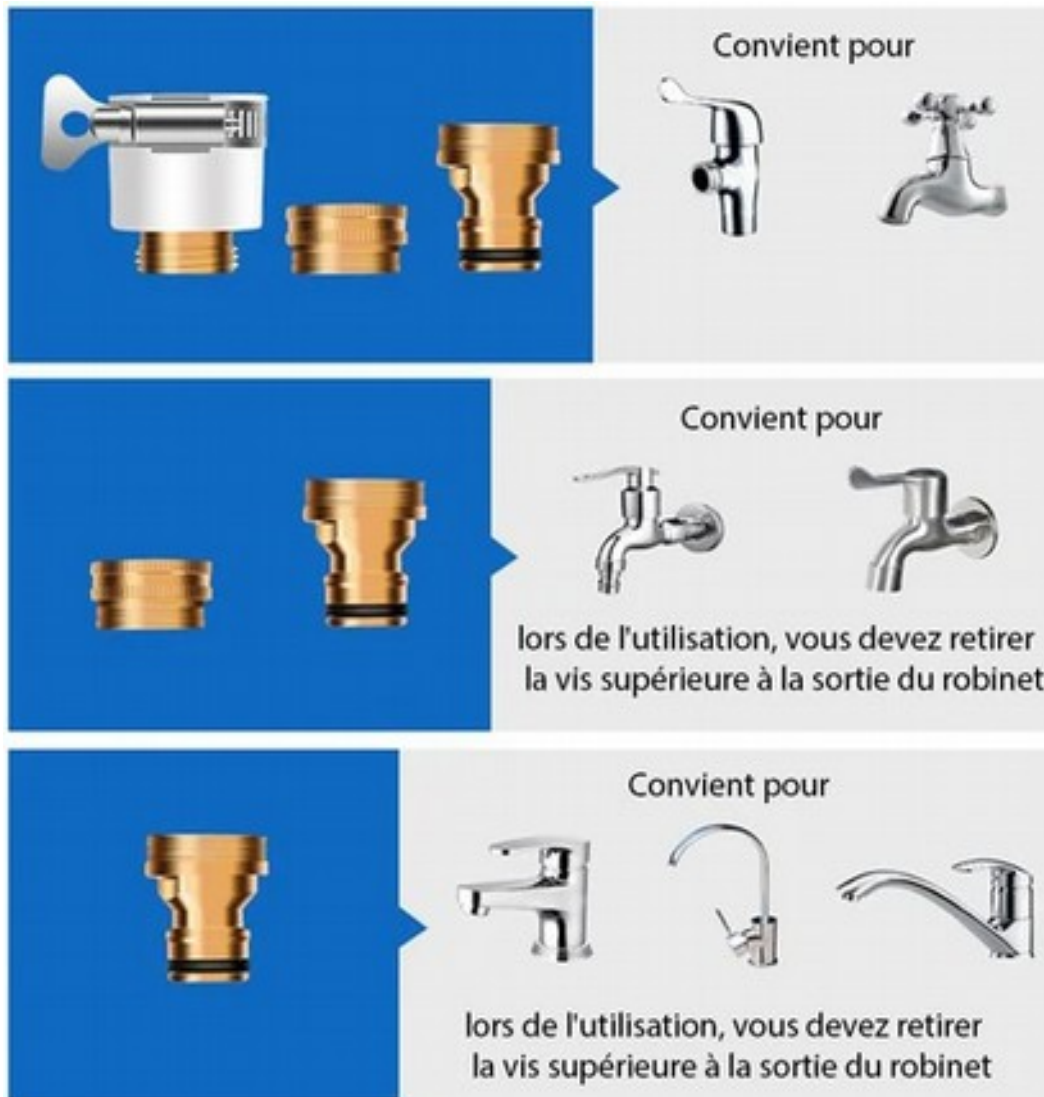 Convient pour
Convient pour
lors de l'utilisation, vous devez retirer
la vis supérieure à la sortie du robinet
Convient pour
lors de l'utilisation, vous devez retirer
la vis supérieure à la sortie du robinet